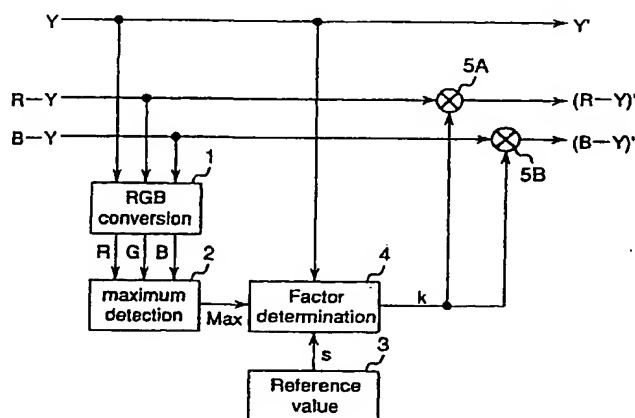 Y
Y'
5A
R—Y
(R—Y)'
B—Y
(B—Y)'
5B
1
RGB
conversion
R
G
B
2
4
maximum
detection
Max
Factor
determination
k
s
3
Reference
value